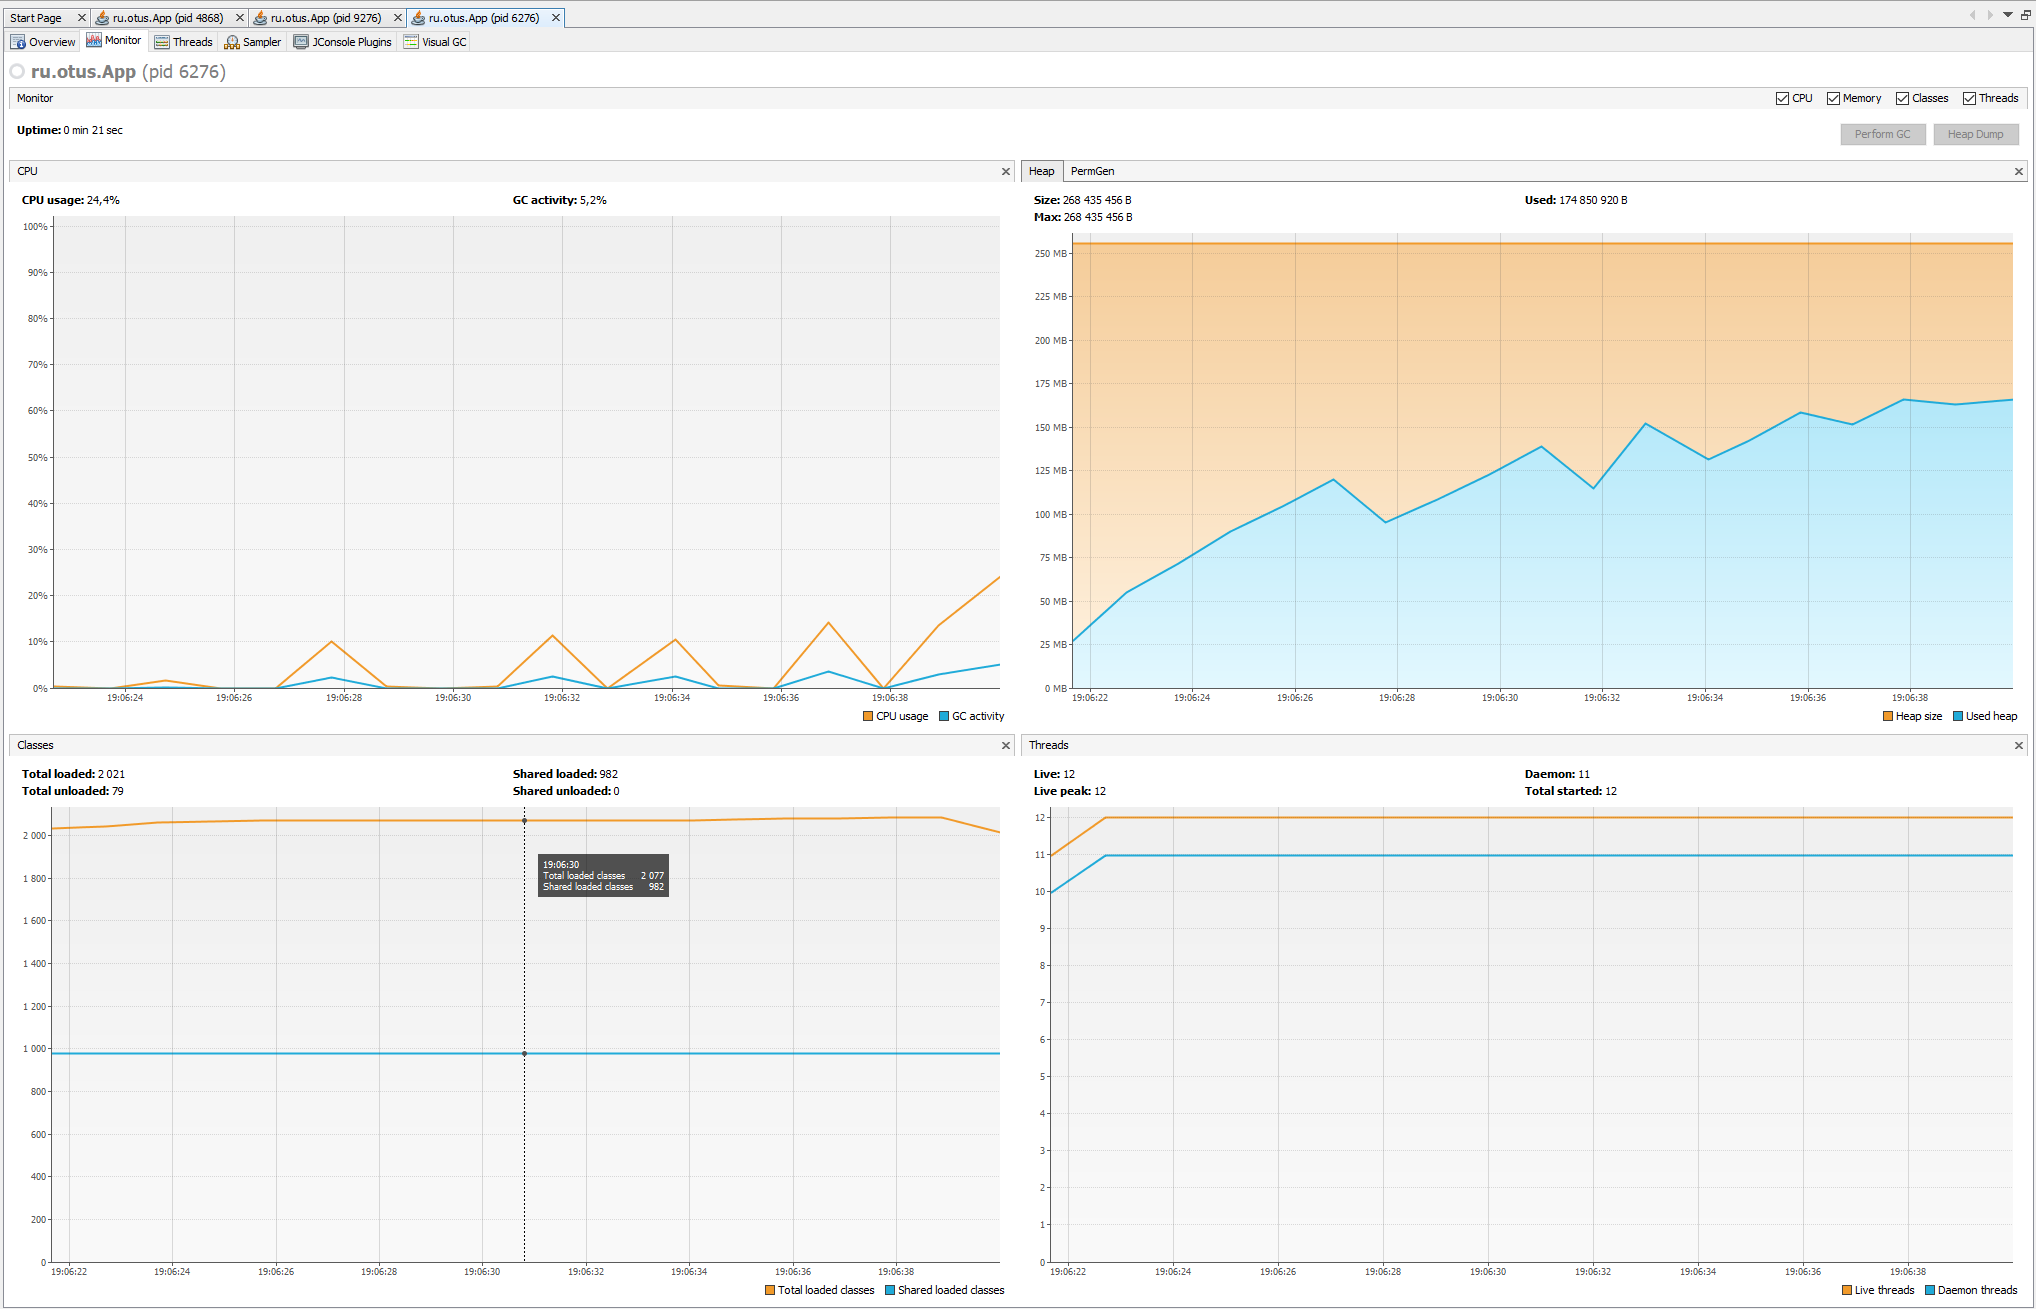 Start Page ru.otus.App (pid 4868) ru.otus.App (pid 9276) ru.otus.App (pid 6276)
Overview Monitor Threads Sampler JConsole Plugins Visual GC
ru.otus.App (pid 6276)
Monitor CPU Memory Classes Threads
Uptime: 0 min 21 sec
Perform GC Heap Dump
CPU
CPU usage: 24,4% GC activity: 5,2%
100%
90%
80%
70%
60%
50%
40%
30%
20%
10%
0%
19:06:24 19:06:26 19:06:28 19:06:30 19:06:32 19:06:34 19:06:36 19:06:38
CPU usage GC activity
Heap PermGen
Size: 268 435 456 B Used: 174 850 920 B
Max: 268 435 456 B
250 MB
225 MB
200 MB
175 MB
150 MB
125 MB
100 MB
75 MB
50 MB
25 MB
0 MB
19:06:22 19:06:24 19:06:26 19:06:28 19:06:30 19:06:32 19:06:34 19:06:36 19:06:38
Heap size Used heap
Classes
Total loaded: 2 021 Shared loaded: 982
Total unloaded: 79 Shared unloaded: 0
2 000
1 800
1 600
1 400
1 200
1 000
800
600
400
200
0
19:06:30
Total loaded classes 2 077
Shared loaded classes 982
19:06:22 19:06:24 19:06:26 19:06:28 19:06:30 19:06:32 19:06:34 19:06:36 19:06:38
Total loaded classes Shared loaded classes
Threads
Live: 12 Daemon: 11
Live peak: 12 Total started: 12
12
11
10
9
8
7
6
5
4
3
2
1
0
19:06:22 19:06:24 19:06:26 19:06:28 19:06:30 19:06:32 19:06:34 19:06:36 19:06:38
Live threads Daemon threads